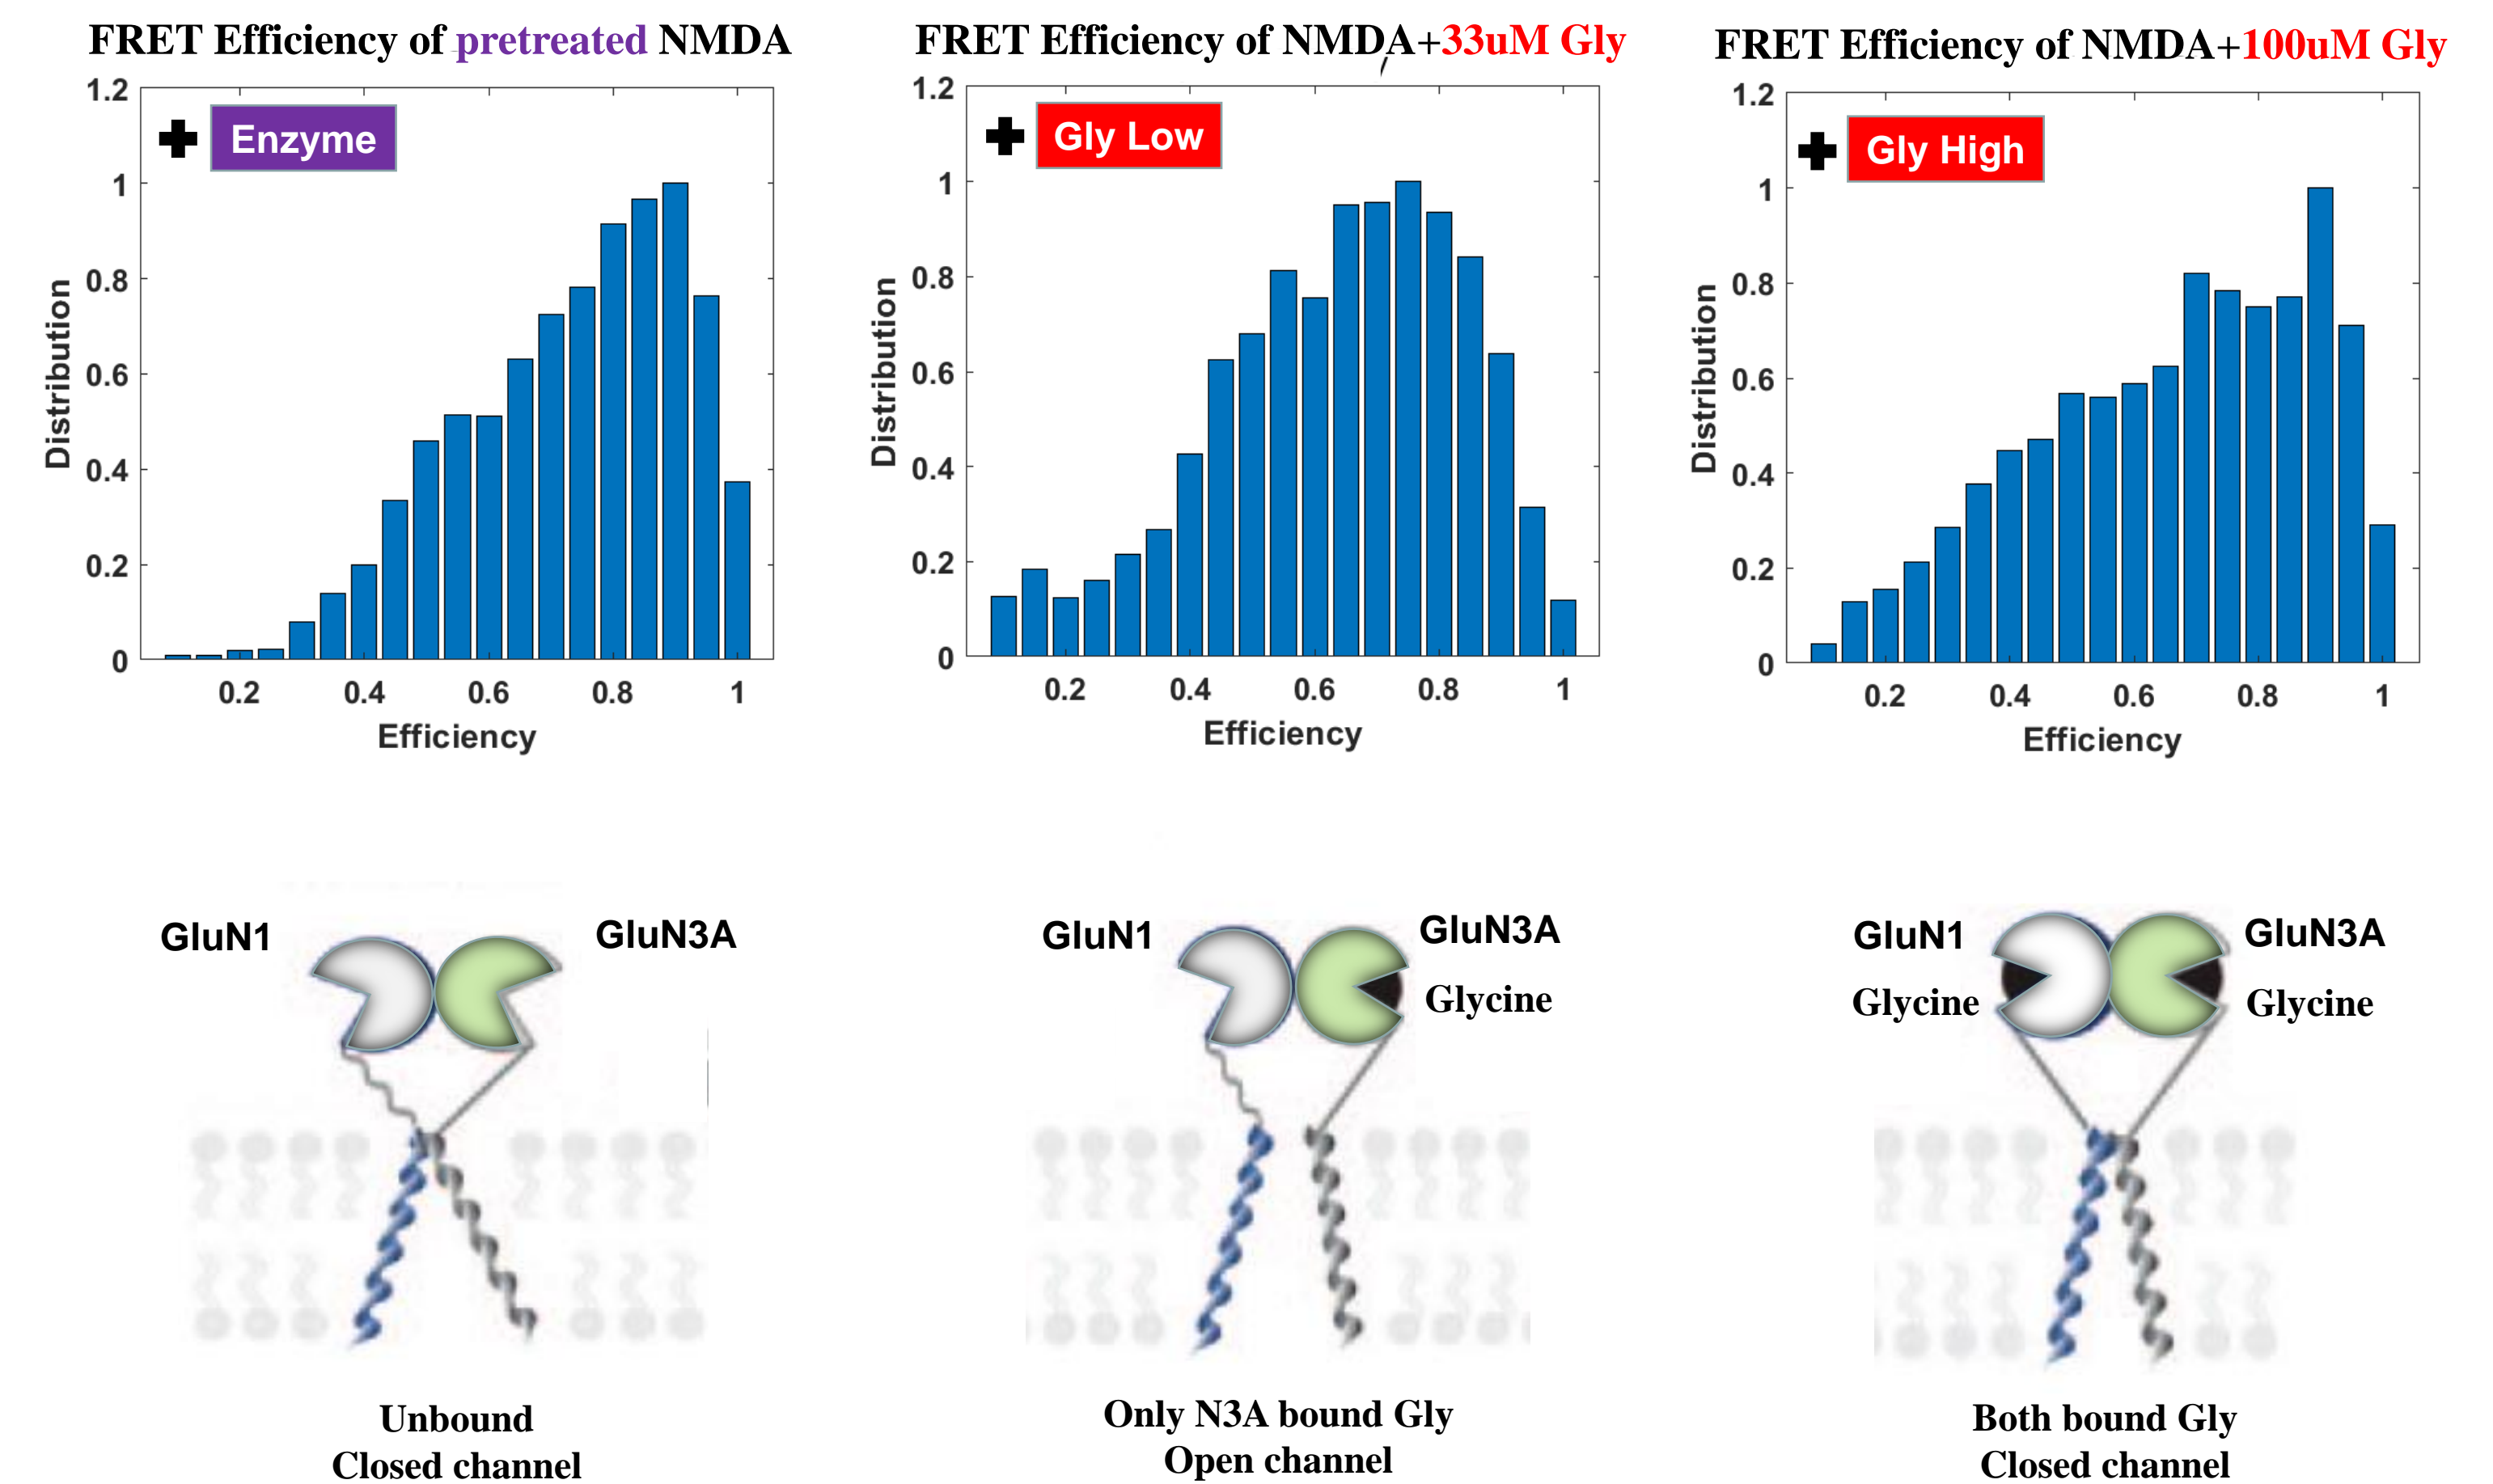 FRET Efficiency of pretreated NMDA
1.2
1
0.8
0.6
0.4
0.2
0
Distribution
+ Enzyme
0.2 0.4 0.6 0.8 1
Efficiency
FRET Efficiency of NMDA+33uM Gly
1.2
1
0.8
0.6
0.4
0.2
0
Distribution
+ Gly Low
0.2 0.4 0.6 0.8 1
Efficiency
FRET Efficiency of NMDA+100uM Gly
1.2
1
0.8
0.6
0.4
0.2
0
Distribution
+ Gly High
0.2 0.4 0.6 0.8 1
Efficiency
GluN1
GluN3A
Unbound
Closed channel
GluN1
GluN3A
Glycine
Only N3A bound Gly
Open channel
GluN1
GluN3A
Glycine
Glycine
Both bound Gly
Closed channel